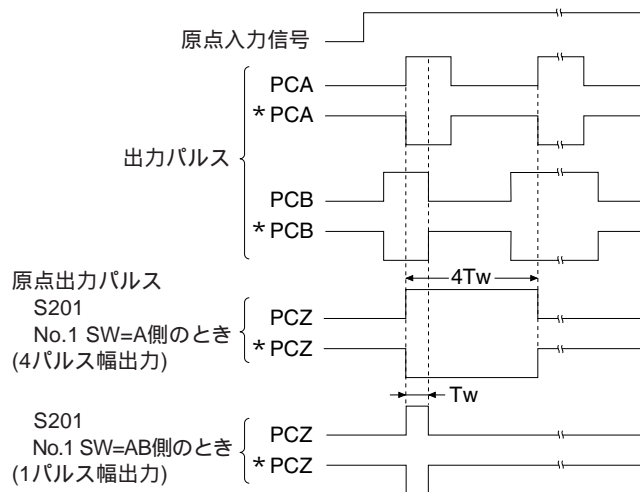 原点入力信号
PCA
*PCA
出力パルス
PCB
*PCB
原点出力パルス
4Tw
S201
No.1 SW=A側のとき
(4パルス幅出力)
PCZ
*PCZ
Tw
S201
No.1 SW=AB側のとき
(1パルス幅出力)
PCZ
*PCZ